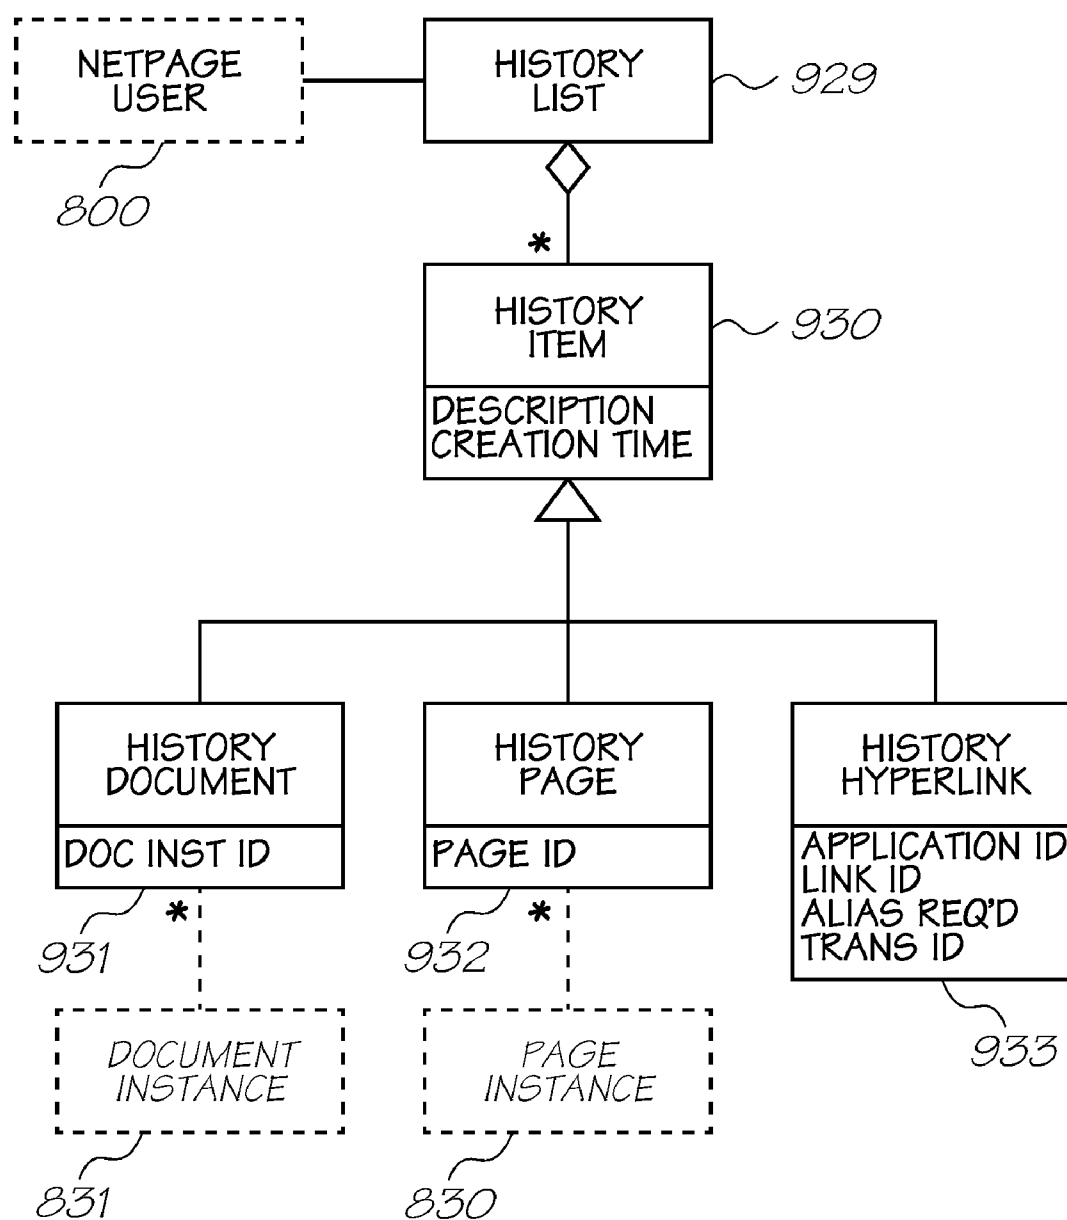 NETPAGE
USER
HISTORY
LIST
929
800
*
HISTORY
ITEM
930
DESCRIPTION
CREATION TIME
HISTORY
DOCUMENT
HISTORY
PAGE
HISTORY
HYPERLINK
DOC INST ID
PAGE ID
APPLICATION ID
LINK ID
ALIAS REQ'D
TRANS ID
931
*
932
*
933
DOCUMENT
INSTANCE
PAGE
INSTANCE
831
830